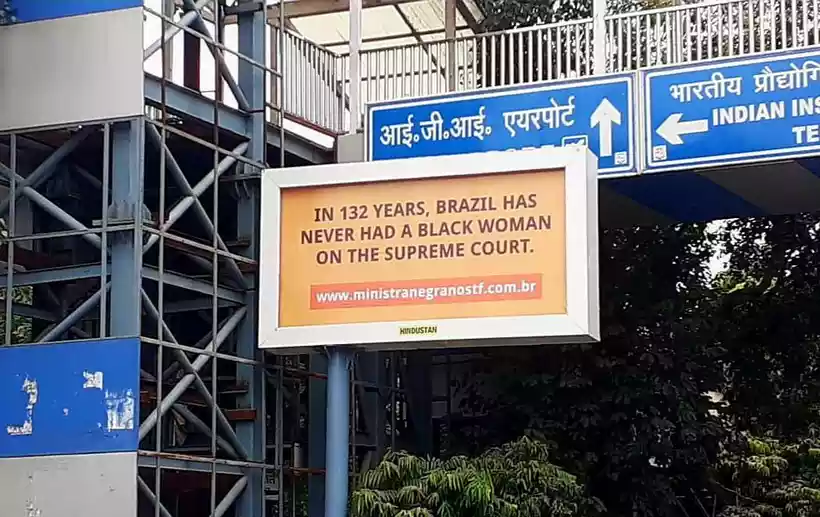 आई.जी.आई. एयरपोर्ट
भारतीय प्रौद्योगि
INDIAN INS
TE
IN 132 YEARS, BRAZIL HAS
NEVER HAD A BLACK WOMAN
ON THE SUPREME COURT.
www.ministranegranostf.com.br
HINDUSTAN